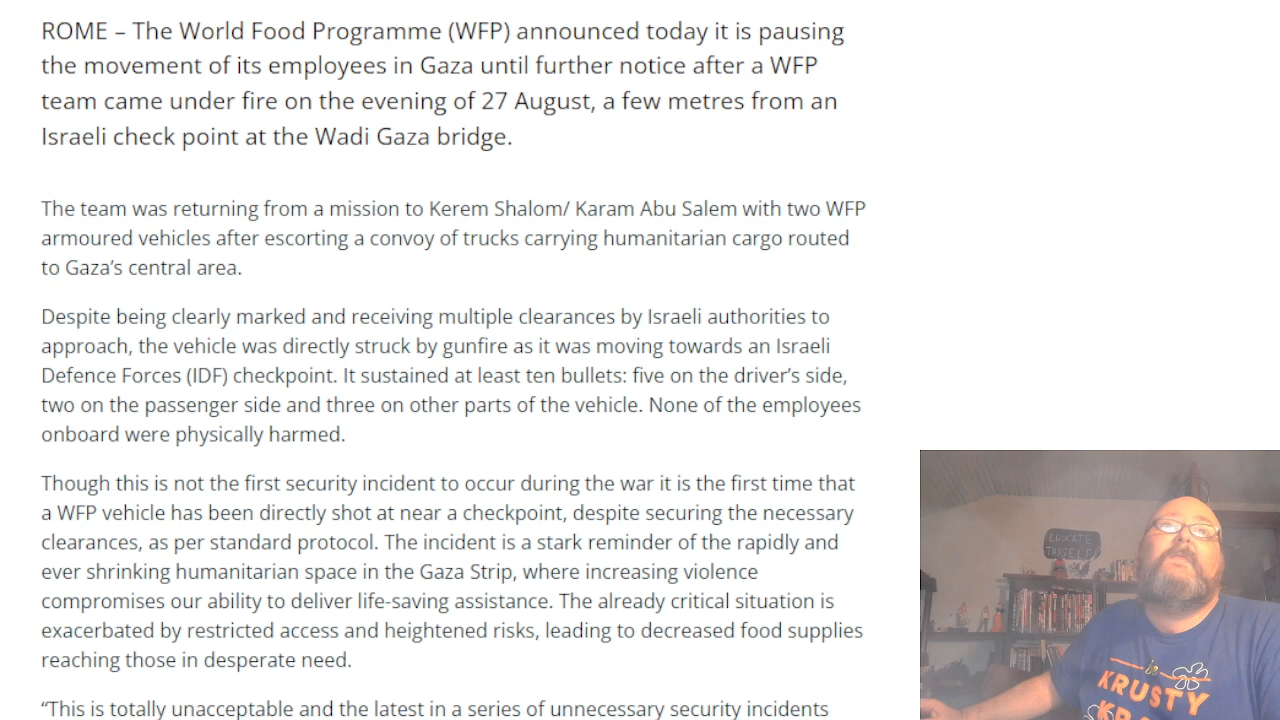 ROME – The World Food Programme (WFP) announced today it is pausing
the movement of its employees in Gaza until further notice after a WFP
team came under fire on the evening of 27 August, a few metres from an
Israeli check point at the Wadi Gaza bridge.
The team was returning from a mission to Kerem Shalom/ Karam Abu Salem with two WFP
armoured vehicles after escorting a convoy of trucks carrying humanitarian cargo routed
to Gaza’s central area.
Despite being clearly marked and receiving multiple clearances by Israeli authorities to
approach, the vehicle was directly struck by gunfire as it was moving towards an Israeli
Defence Forces (IDF) checkpoint. It sustained at least ten bullets: five on the driver’s side,
two on the passenger side and three on other parts of the vehicle. None of the employees
onboard were physically harmed.
Though this is not the first security incident to occur during the war it is the first time that
a WFP vehicle has been directly shot at near a checkpoint, despite securing the necessary
clearances, as per standard protocol. The incident is a stark reminder of the rapidly and
ever shrinking humanitarian space in the Gaza Strip, where increasing violence
compromises our ability to deliver life-saving assistance. The already critical situation is
exacerbated by restricted access and heightened risks, leading to decreased food supplies
reaching those in desperate need.
“This is totally unacceptable and the latest in a series of unnecessary security incidents
EDUCATE
THYSELF
KRUSTY